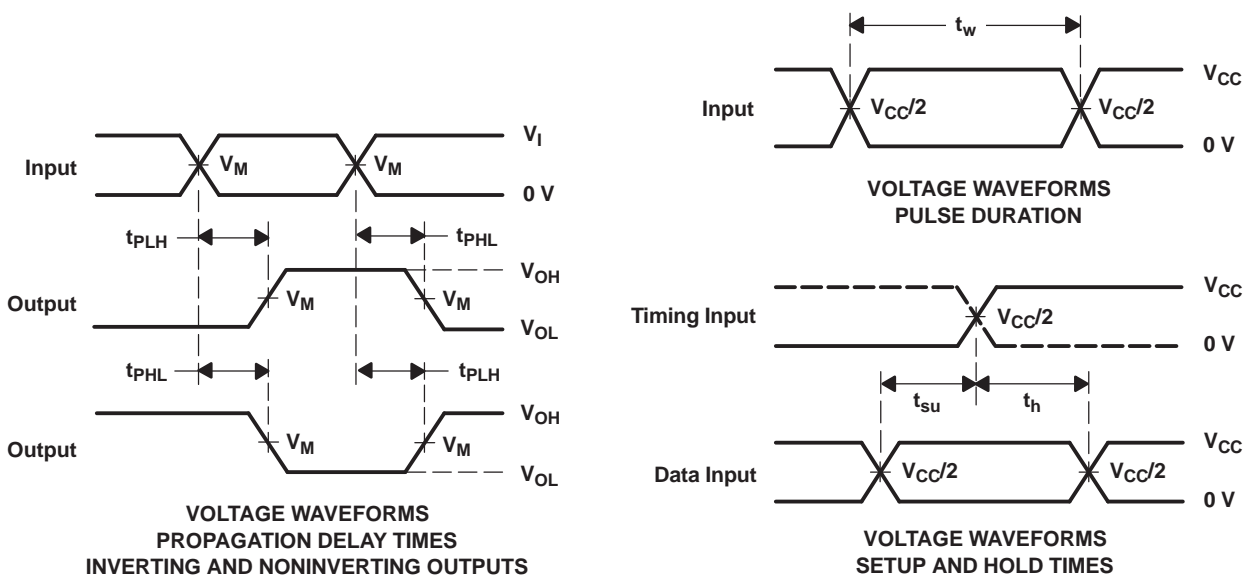 Input
V_M
V_M
V_I
0 V
t_PLH
t_PHL
Output
V_M
V_M
V_OH
V_OL
t_PHL
t_PLH
Output
V_M
V_M
V_OH
V_OL
VOLTAGE WAVEFORMS
PROPAGATION DELAY TIMES
INVERTING AND NONINVERTING OUTPUTS
t_w
Input
V_CC/2
V_CC/2
V_CC
0 V
VOLTAGE WAVEFORMS
PULSE DURATION
Timing Input
V_CC/2
V_CC
0 V
t_su
t_h
Data Input
V_CC/2
V_CC/2
V_CC
0 V
VOLTAGE WAVEFORMS
SETUP AND HOLD TIMES